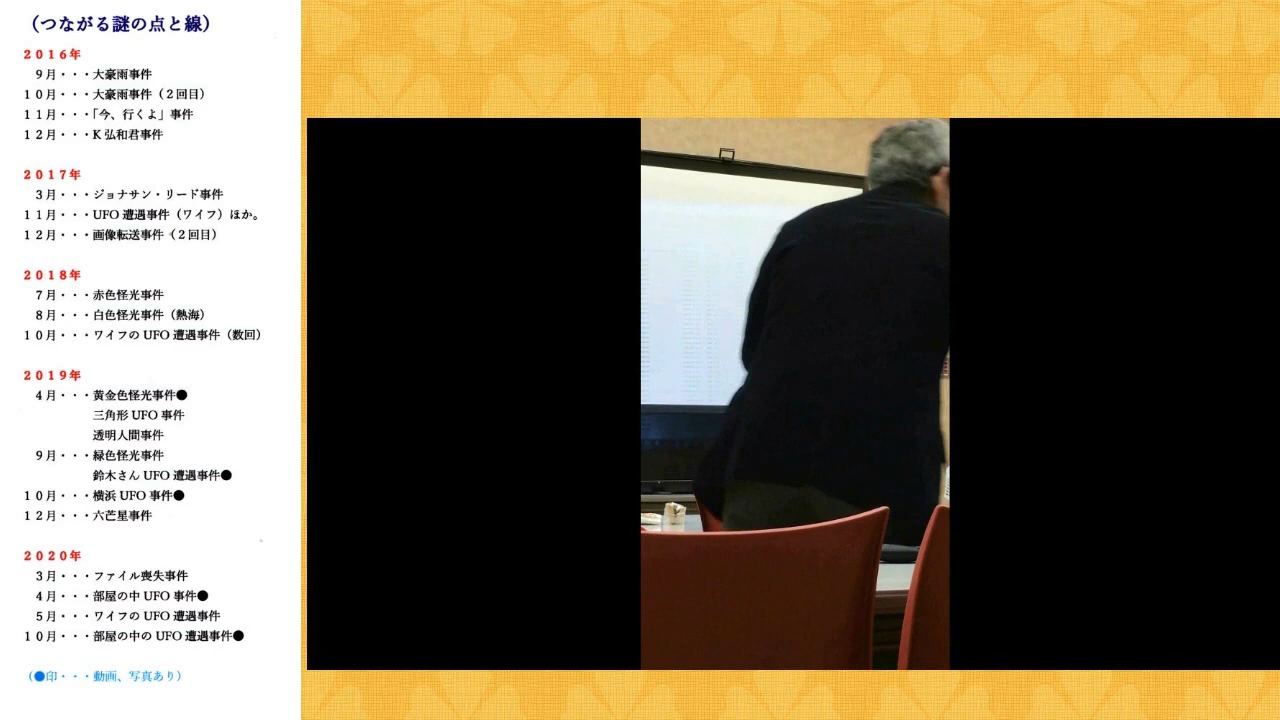 （つながる謎の点と線）
２０１６年
９月・・・大豪雨事件
１０月・・・大豪雨事件（２回目）
１１月・・・「今、行くよ」事件
１２月・・・K 弘和君事件
２０１７年
３月・・・ジョナサン・リード事件
１１月・・・UFO 遭遇事件（ワイフ）ほか。
１２月・・・画像転送事件（２回目）
２０１８年
７月・・・赤色怪光事件
８月・・・白色怪光事件（熱海）
１０月・・・ワイフの UFO 遭遇事件（数回）
２０１９年
４月・・・黄金色怪光事件●
三角形 UFO 事件
透明人間事件
９月・・・緑色怪光事件
鈴木さん UFO 遭遇事件●
１０月・・・横浜 UFO 事件●
１２月・・・六芒星事件
２０２０年
３月・・・ファイル喪失事件
４月・・・部屋の中 UFO 事件●
５月・・・ワイフの UFO 遭遇事件
１０月・・・部屋の中の UFO 遭遇事件●
（●印・・・動画、写真あり）